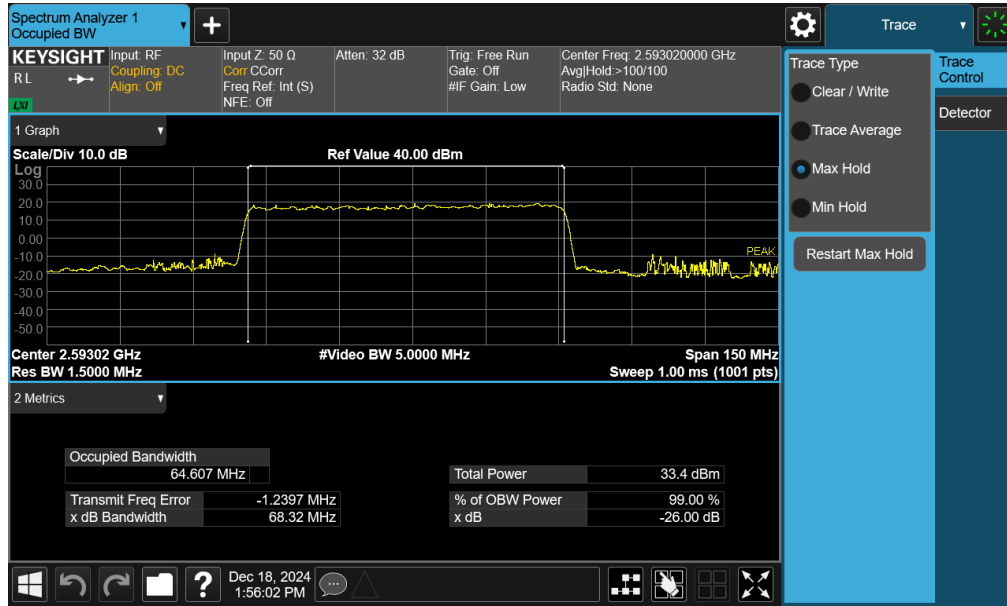 Spectrum Analyzer 1
Occupied BW
+
Trace
KEYSIGHT
R L
LXI
Input: RF
Coupling: DC
Align: Off
Input Z: 50 Ω
Corr CCorr
Freq Ref: Int (S)
NFE: Off
Atten: 32 dB
Trig: Free Run
Gate: Off
#IF Gain: Low
Center Freq: 2.593020000 GHz
Avg|Hold:>100/100
Radio Std: None
Trace Type
Clear / Write
Trace Average
Max Hold
Min Hold
Restart Max Hold
Trace
Control
Detector
1 Graph
Scale/Div 10.0 dB
Ref Value 40.00 dBm
Log
30.0
20.0
10.0
0.00
-10.0
-20.0
-30.0
-40.0
-50.0
PEAK
Center 2.59302 GHz
#Video BW 5.0000 MHz
Span 150 MHz
Res BW 1.5000 MHz
Sweep 1.00 ms (1001 pts)
2 Metrics
Occupied Bandwidth
64.607 MHz
Total Power 33.4 dBm
Transmit Freq Error -1.2397 MHz
% of OBW Power 99.00 %
x dB Bandwidth 68.32 MHz
x dB -26.00 dB
?
Dec 18, 2024
1:56:02 PM